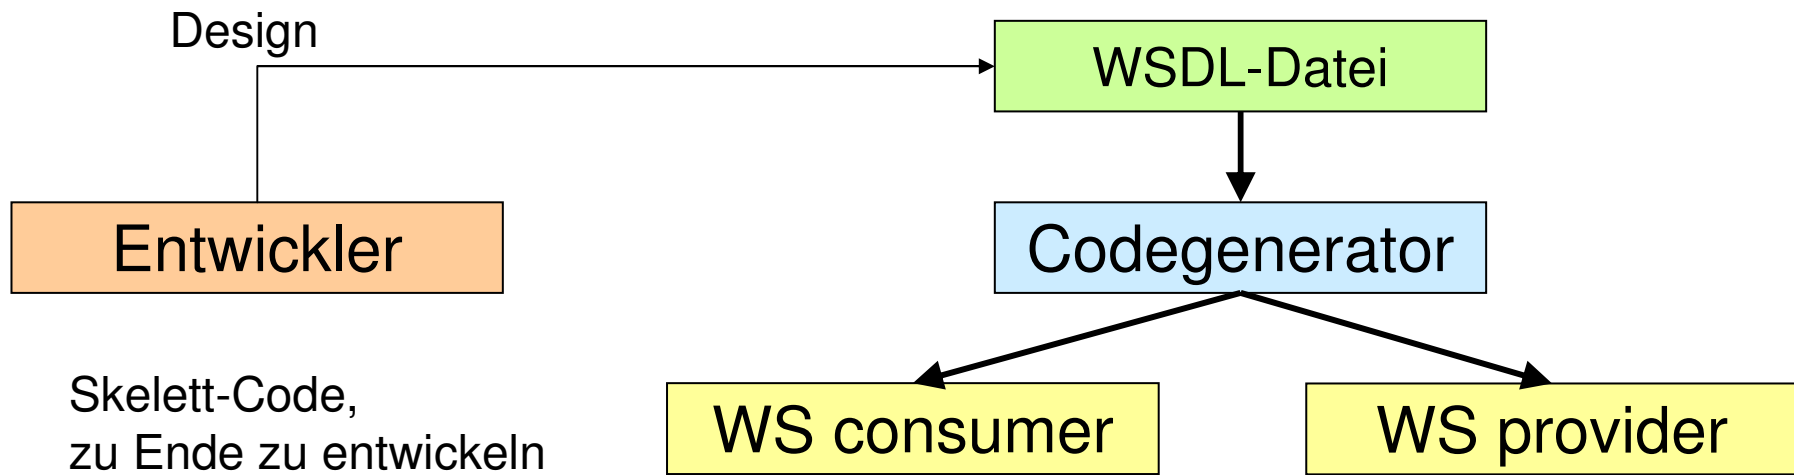 Design
WSDL-Datei
Entwickler
Codegenerator
Skelett-Code,
zu Ende zu entwickeln
WS consumer
WS provider